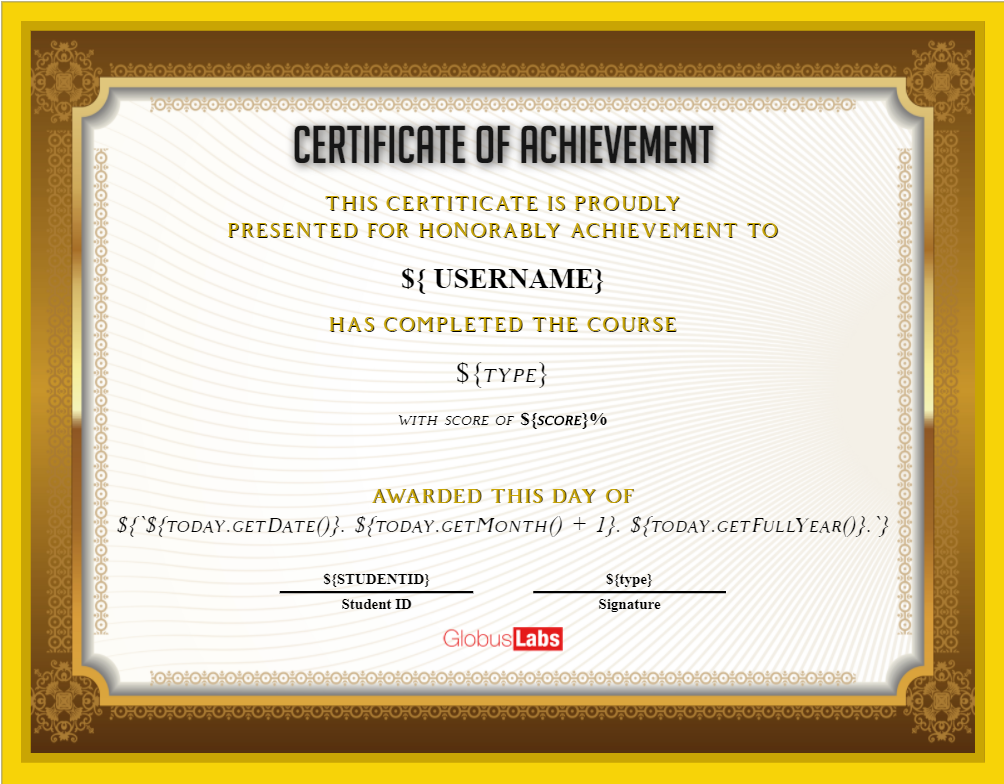 CERTIFICATE OF ACHIEVEMENT
THIS CERTITICATE IS PROUDLY
PRESENTED FOR HONORABLY ACHIEVEMENT TO
${ USERNAME}
HAS COMPLETED THE COURSE
${TYPE}
WITH SCORE OF ${SCORE}%
AWARDED THIS DAY OF
${`${TODAY.GETDATE()}. ${TODAY.GETMONTH() + 1}. ${TODAY.GETFULLYEAR()}.`}
${STUDENTID} ${type}
Student ID Signature
GlobusLabs